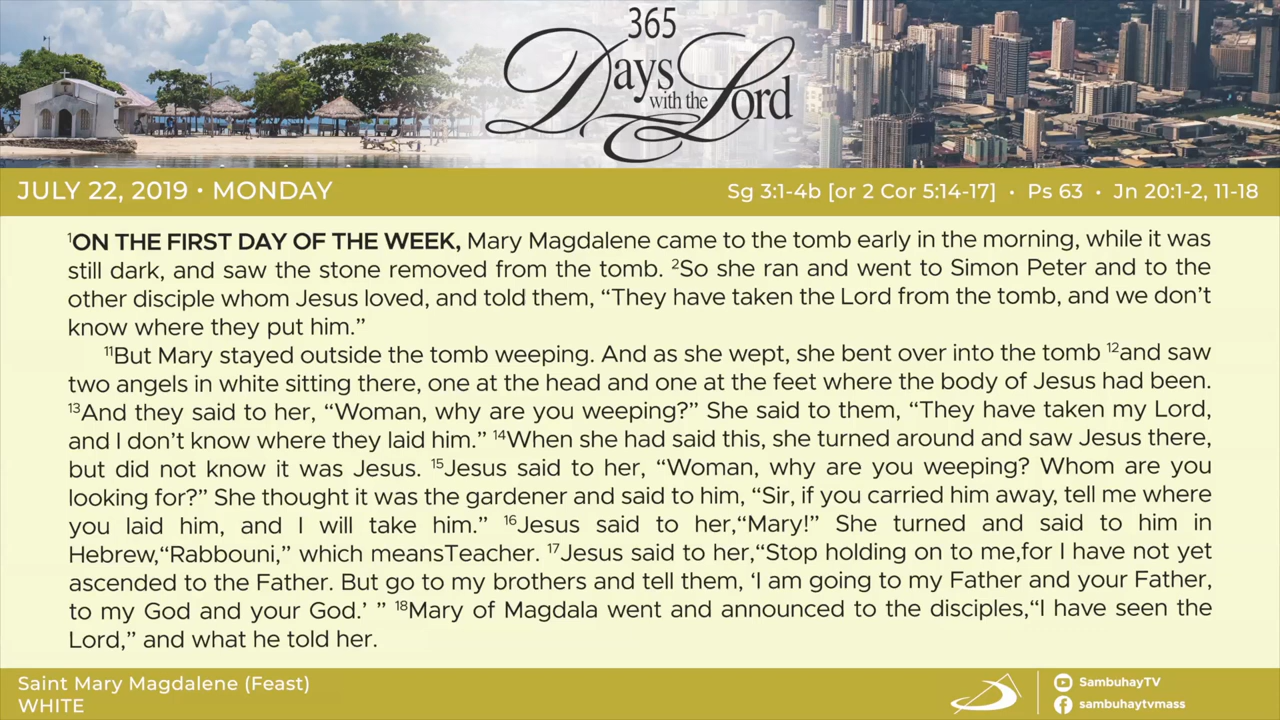 365
Days
with the
Lord
JULY 22, 2019 • MONDAY
Sg 3:1-4b [or 2 Cor 5:14-17] • Ps 63 • Jn 20:1-2, 11-18
¹ON THE FIRST DAY OF THE WEEK, Mary Magdalene came to the tomb early in the morning, while it was
still dark, and saw the stone removed from the tomb. ²So she ran and went to Simon Peter and to the
other disciple whom Jesus loved, and told them, “They have taken the Lord from the tomb, and we don’t
know where they put him.”
¹¹But Mary stayed outside the tomb weeping. And as she wept, she bent over into the tomb ¹²and saw
two angels in white sitting there, one at the head and one at the feet where the body of Jesus had been.
¹³And they said to her, “Woman, why are you weeping?” She said to them, “They have taken my Lord,
and I don’t know where they laid him.” ¹⁴When she had said this, she turned around and saw Jesus there,
but did not know it was Jesus. ¹⁵Jesus said to her, “Woman, why are you weeping? Whom are you
looking for?” She thought it was the gardener and said to him, “Sir, if you carried him away, tell me where
you laid him, and I will take him.” ¹⁶Jesus said to her,“Mary!” She turned and said to him in
Hebrew,“Rabbouni,” which meansTeacher. ¹⁷Jesus said to her,“Stop holding on to me,for I have not yet
ascended to the Father. But go to my brothers and tell them, ‘I am going to my Father and your Father,
to my God and your God.’ ” ¹⁸Mary of Magdala went and announced to the disciples,“I have seen the
Lord,” and what he told her.
Saint Mary Magdalene (Feast)
WHITE
SambuhayTV
sambuhaytvmass